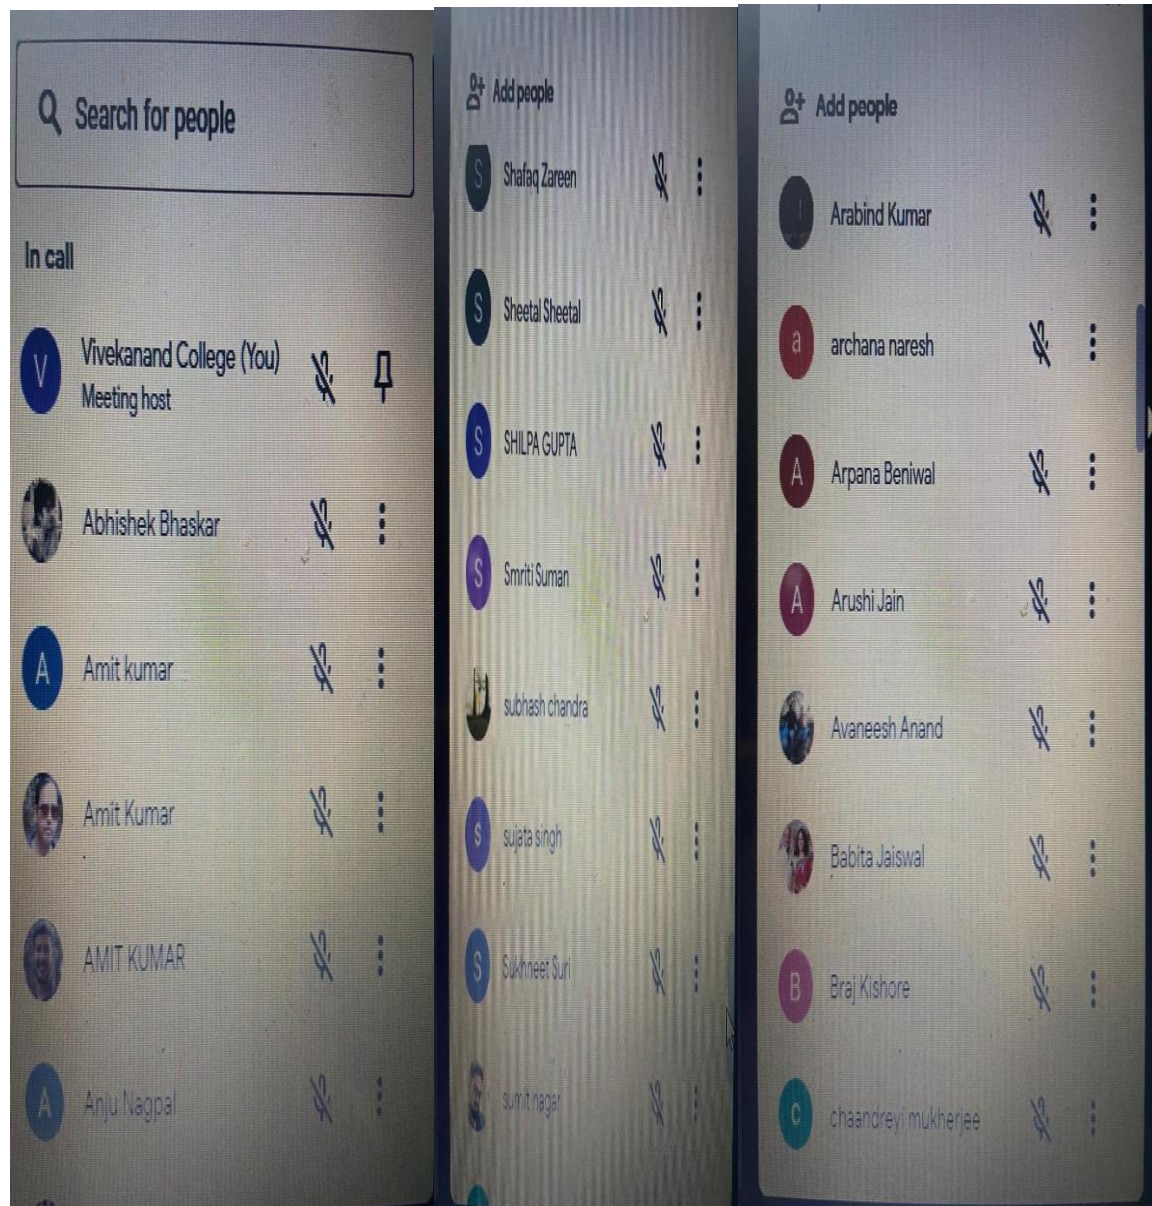 Search for people
In call
V
Vivekanand College (You)
Meeting host
Abhishek Bhaskar
A
Amit kumar
Amit Kumar
AMIT KUMAR
A
Anju Nagpal
Add people
S
Shafaq Zareen
S
Sheetal Sheetal
S
SHILPA GUPTA
S
Smriti Suman
subhash chandra
s
sujata singh
S
Sukhneet Suri
sumit nagar
Add people
Arabind Kumar
a
archana naresh
A
Arpana Beniwal
A
Arushi Jain
Avaneesh Anand
Babita Jaiswal
B
Braj Kishore
c
chaandreyi mukherjee